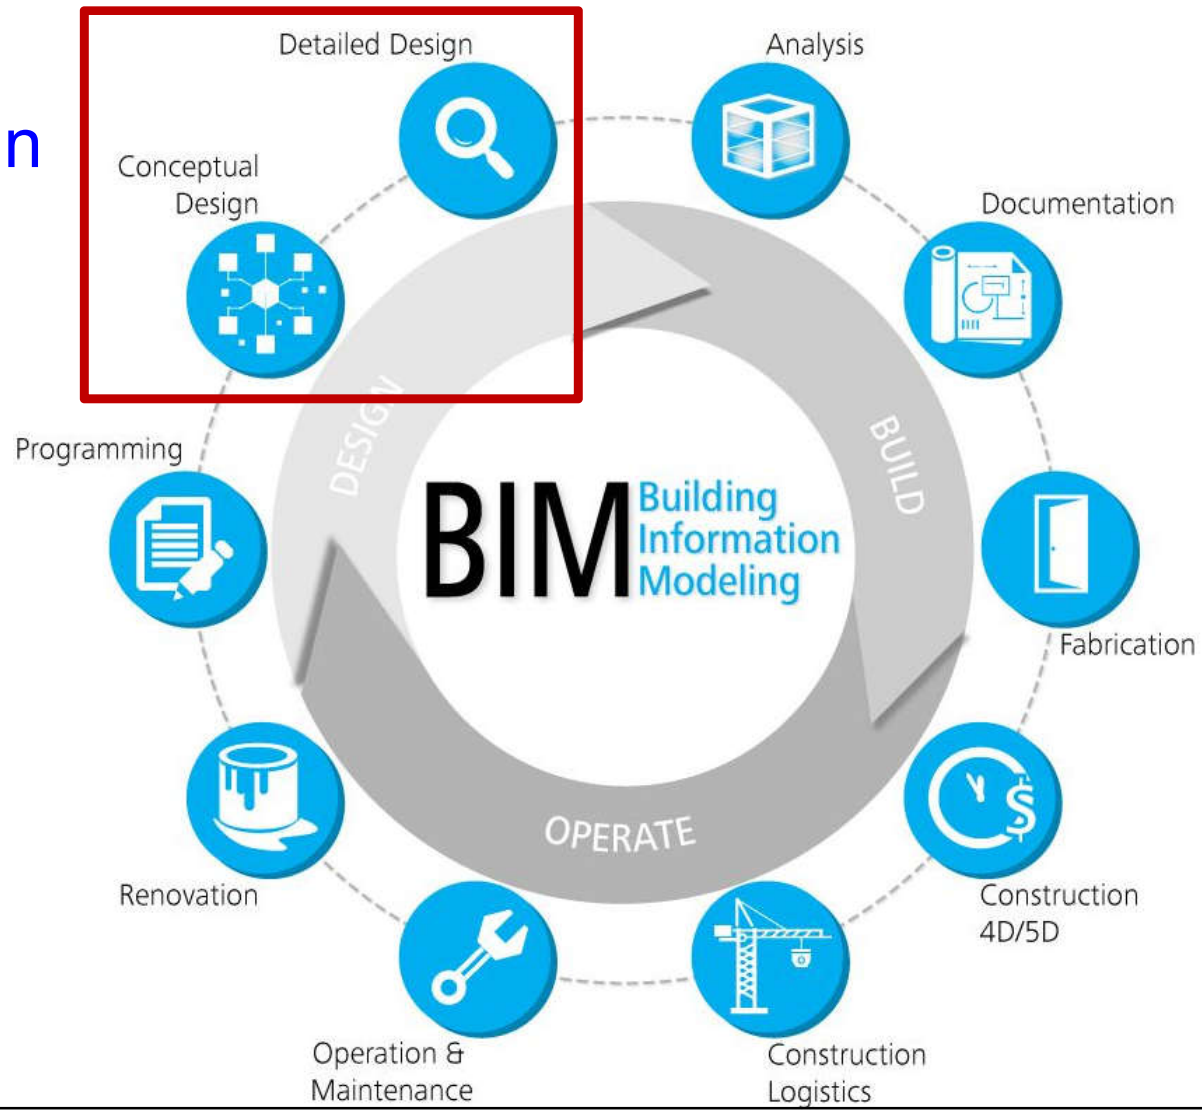 Detailed Design
Analysis
n
Conceptual
Design
Documentation
DESIGN
BUILD
Programming
BIM
Building
Information
Modeling
Fabrication
OPERATE
Renovation
$
Construction
4D/5D
Operation &
Maintenance
Construction
Logistics